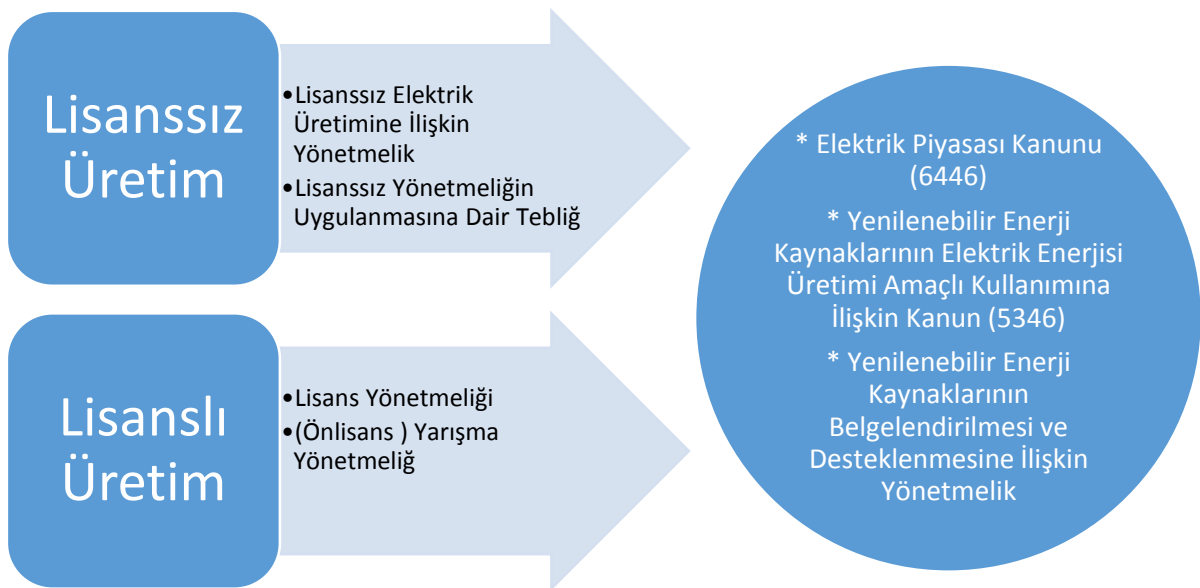 Lisanssız
Üretim
•Lisanssız Elektrik
Üretimine İlişkin
Yönetmelik
•Lisanssız Yönetmeliğin
Uygulanmasına Dair Tebliğ
Lisanslı
Üretim
•Lisans Yönetmeliği
•(Önlisans ) Yarışma
Yönetmeliğ
* Elektrik Piyasası Kanunu
(6446)
* Yenilenebilir Enerji
Kaynaklarının Elektrik Enerjisi
Üretimi Amaçlı Kullanımına
İlişkin Kanun (5346)
* Yenilenebilir Enerji
Kaynaklarının
Belgelendirilmesi ve
Desteklenmesine İlişkin
Yönetmelik